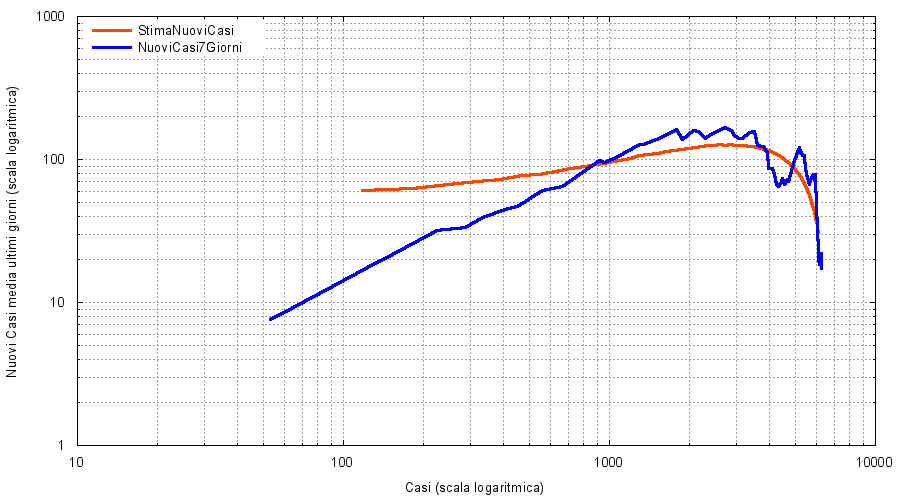 1000
StimaNuoviCasi
NuoviCasi7Giorni
100
10
1
Nuovi Casi media ultimi giorni (scala logaritmica)
10
100
1000
10000
Casi (scala logaritmica)